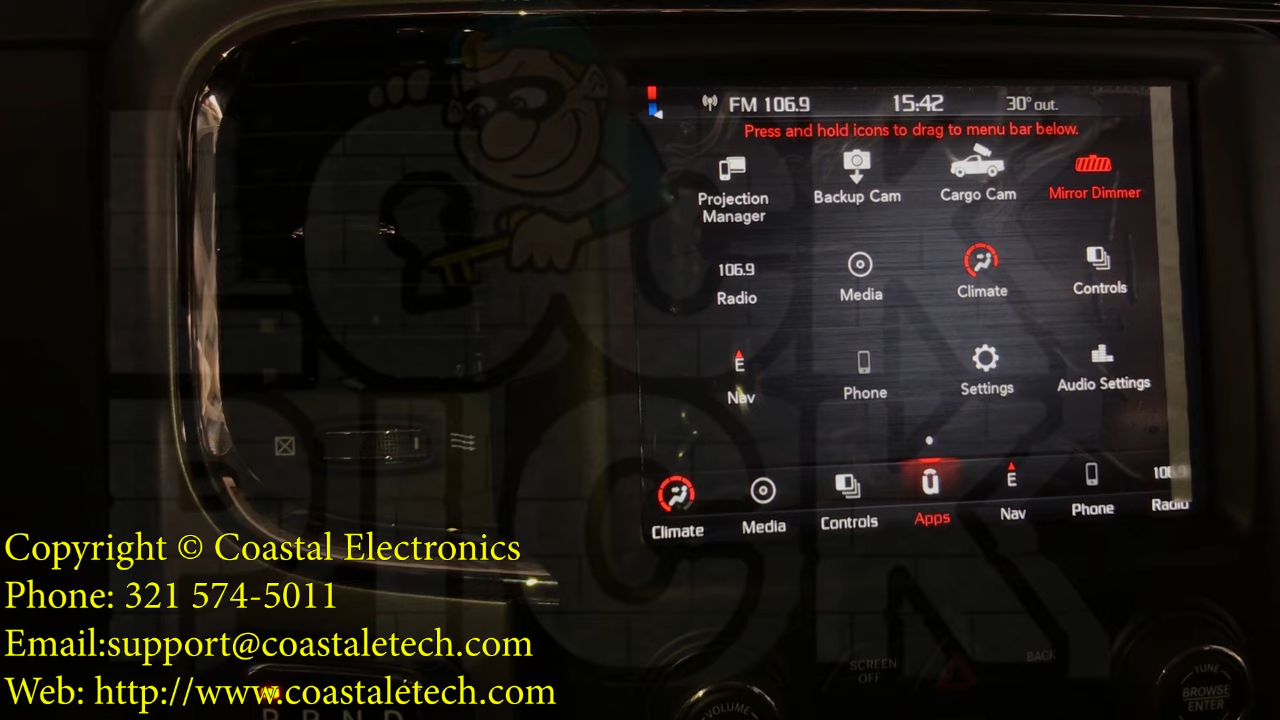 FM 106.9 15:42 30° out.
Press and hold icons to drag to menu bar below.
Projection Manager
Backup Cam
Cargo Cam
Mirror Dimmer
106.9
Radio
Media
Climate
Controls
E
Nav
Phone
Settings
Audio Settings
Climate
Media
Controls
Apps
E
Nav
Phone
106.9
Radio
Copyright © Coastal Electronics
Phone: 321 574-5011
Email:support@coastaletech.com
Web: http://www.coastaletech.com
LOCK
PICK
SCREEN
OFF
BACK
VOLUME
TUNE
BROWSE
ENTER
P R N D